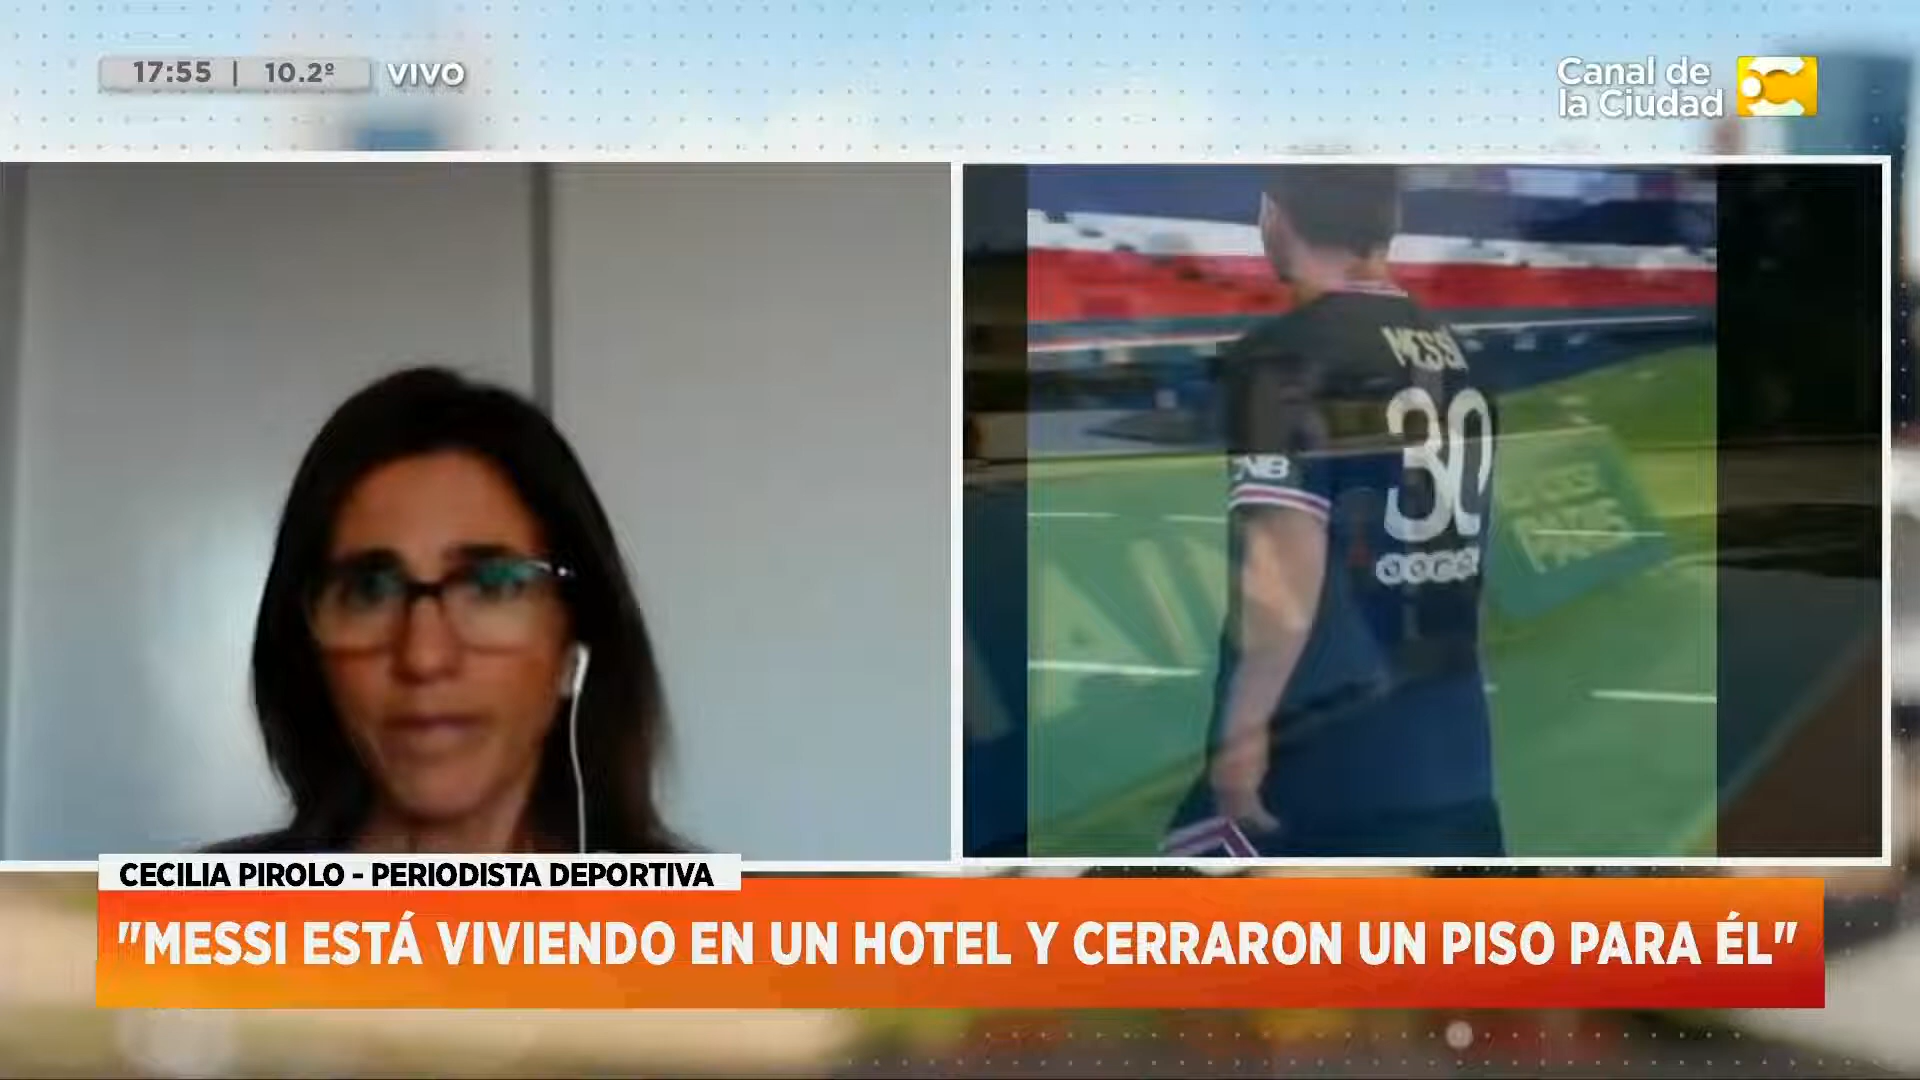 17:55 | 10.2º VIVO
Canal de
la Ciudad
MESSI
30
PARIS
CECILIA PIROLO - PERIODISTA DEPORTIVA
"MESSI ESTÁ VIVIENDO EN UN HOTEL Y CERRARON UN PISO PARA ÉL"